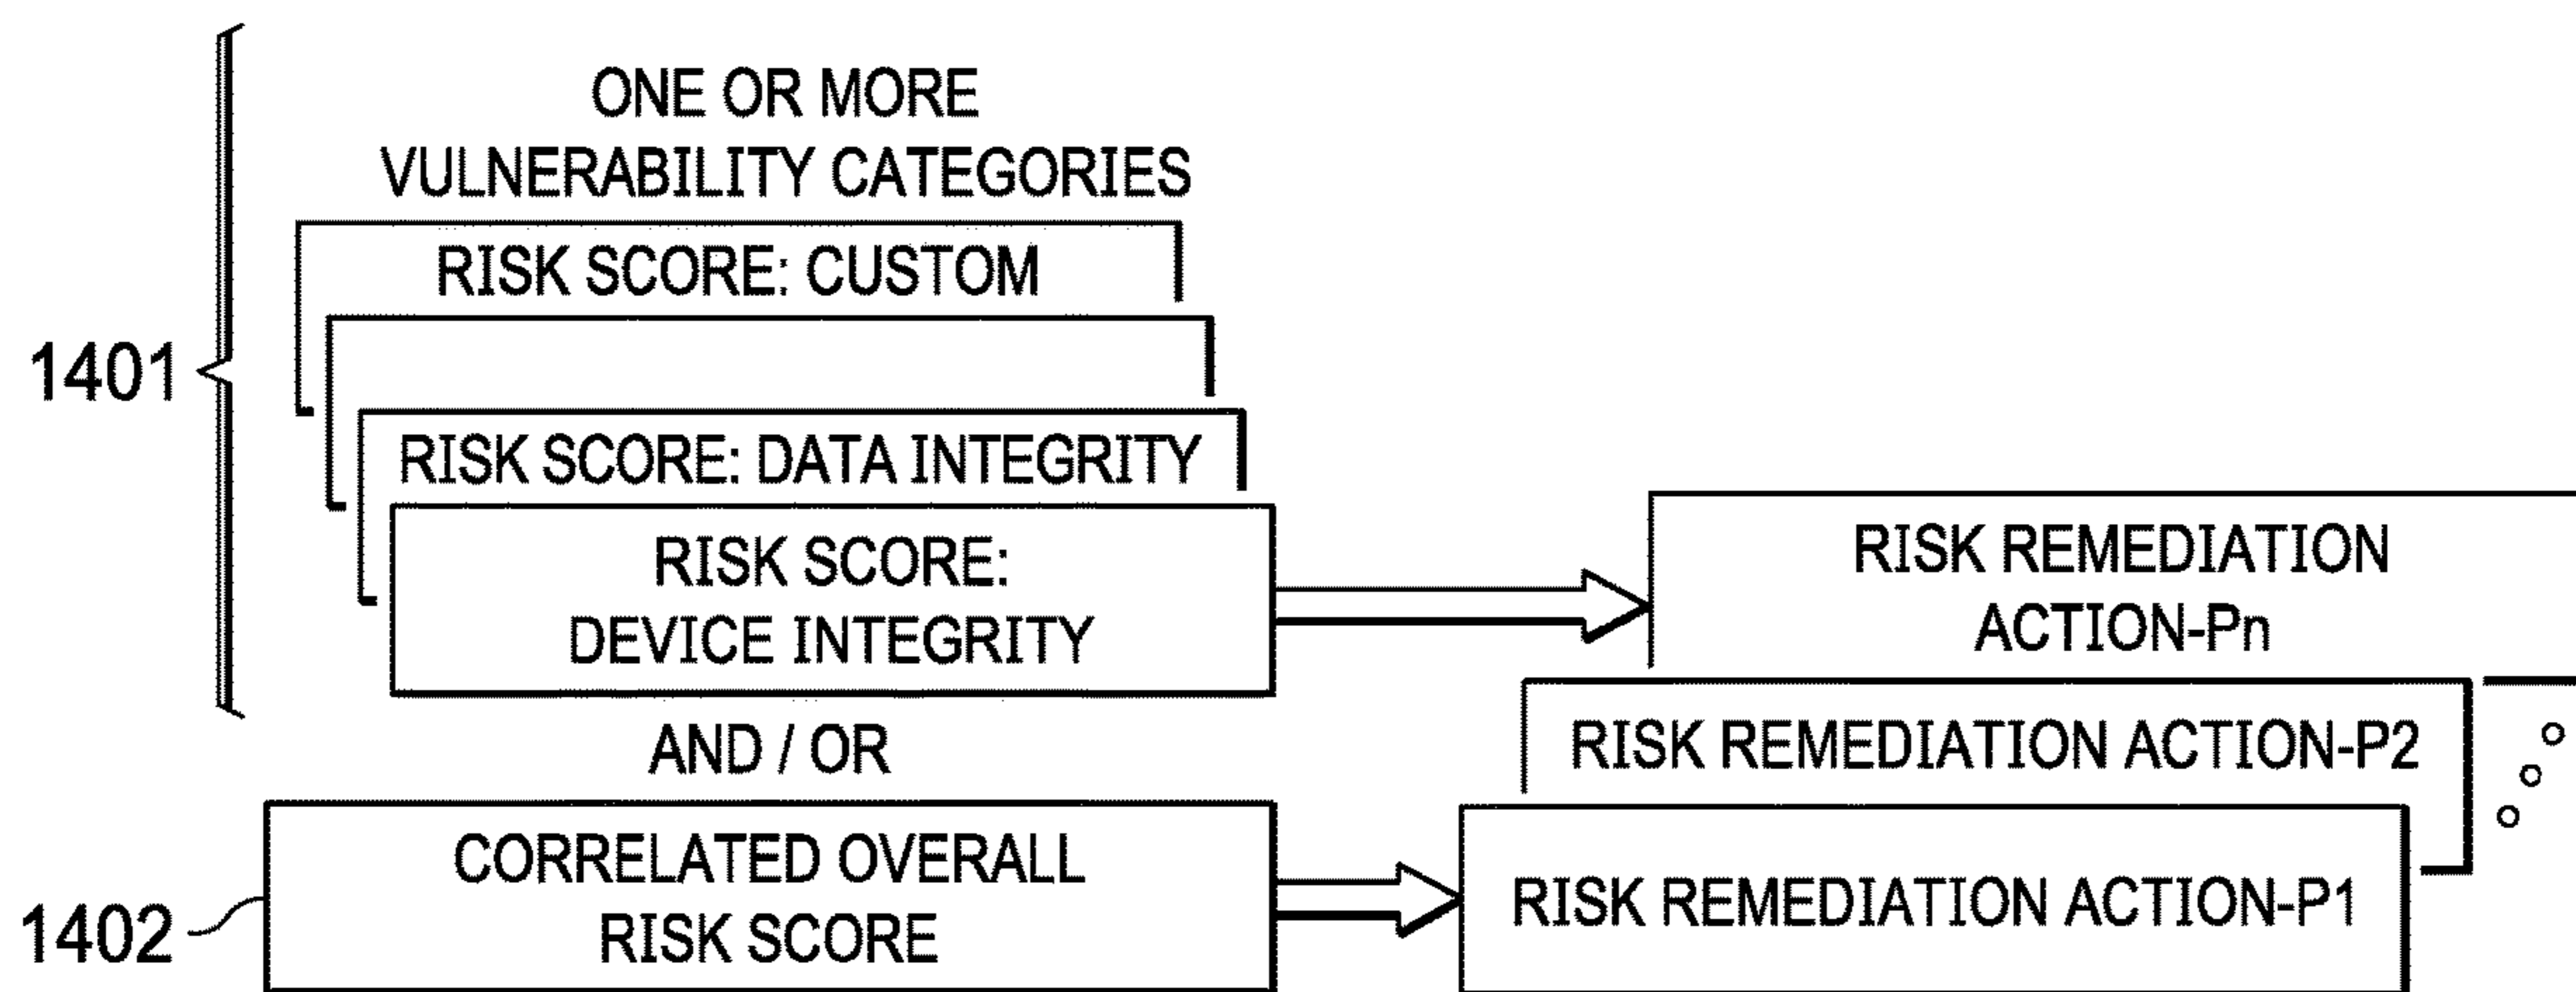 ONE OR MORE
VULNERABILITY CATEGORIES
RISK SCORE: CUSTOM
1401
RISK SCORE: DATA INTEGRITY
RISK SCORE:
DEVICE INTEGRITY
RISK REMEDIATION
ACTION-Pn
AND / OR
RISK REMEDIATION ACTION-P2
CORRELATED OVERALL
RISK SCORE
1402
RISK REMEDIATION ACTION-P1